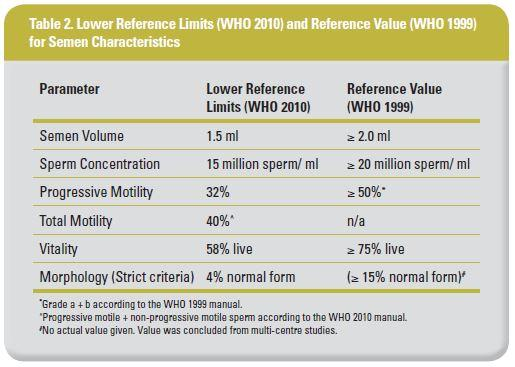 Table 2. Lower Reference Limits (WHO 2010) and Reference Value (WHO 1999)
for Semen Characteristics
Parameter Lower Reference Reference Value
Limits (WHO 2010) (WHO 1999)
Semen Volume 1.5 ml ≥ 2.0 ml
Sperm Concentration 15 million sperm/ ml ≥ 20 million sperm/ ml
Progressive Motility 32% ≥ 50%*
Total Motility 40%^ n/a
Vitality 58% live ≥ 75% live
Morphology (Strict criteria) 4% normal form (≥ 15% normal form)#
*Grade a + b according to the WHO 1999 manual.
^Progressive motile + non-progressive motile sperm according to the WHO 2010 manual.
#No actual value given. Value was concluded from multi-centre studies.